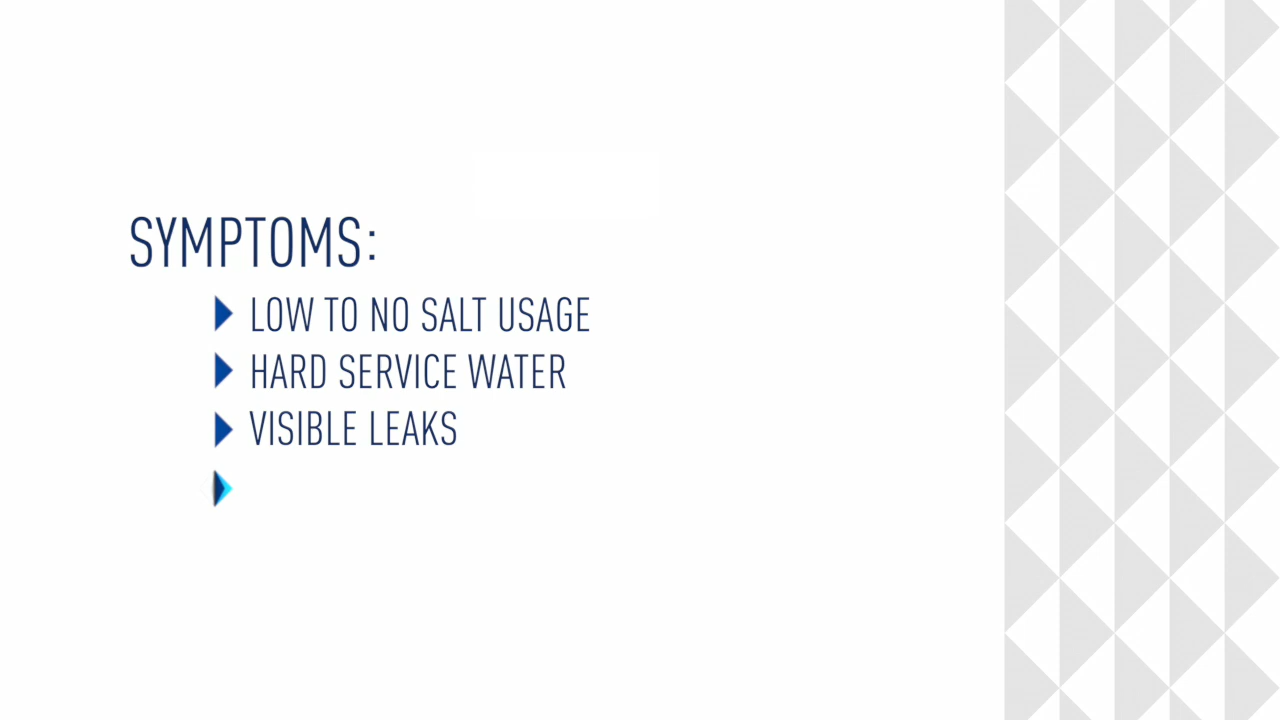 SYMPTOMS:
LOW TO NO SALT USAGE
HARD SERVICE WATER
VISIBLE LEAKS